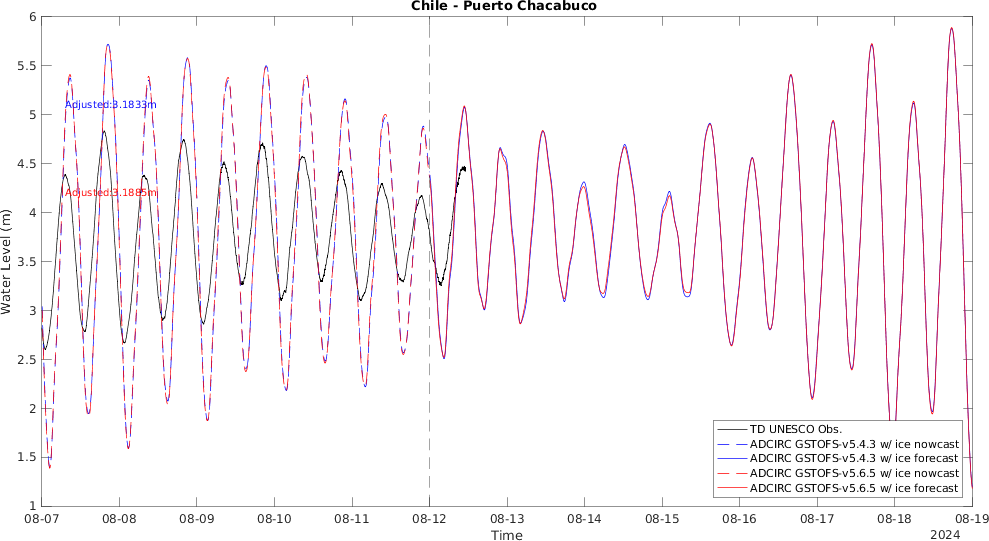 Chile - Puerto Chacabuco
Water Level (m)
6
5.5
5
4.5
4
3.5
3
2.5
2
1.5
1
Adjusted:3.1833m
Adjusted:3.1885m
TD UNESCO Obs.
ADCIRC GSTOFS-v5.4.3 w/ ice nowcast
ADCIRC GSTOFS-v5.4.3 w/ ice forecast
ADCIRC GSTOFS-v5.6.5 w/ ice nowcast
ADCIRC GSTOFS-v5.6.5 w/ ice forecast
08-07 08-08 08-09 08-10 08-11 08-12 08-13 08-14 08-15 08-16 08-17 08-18 08-19
Time
2024